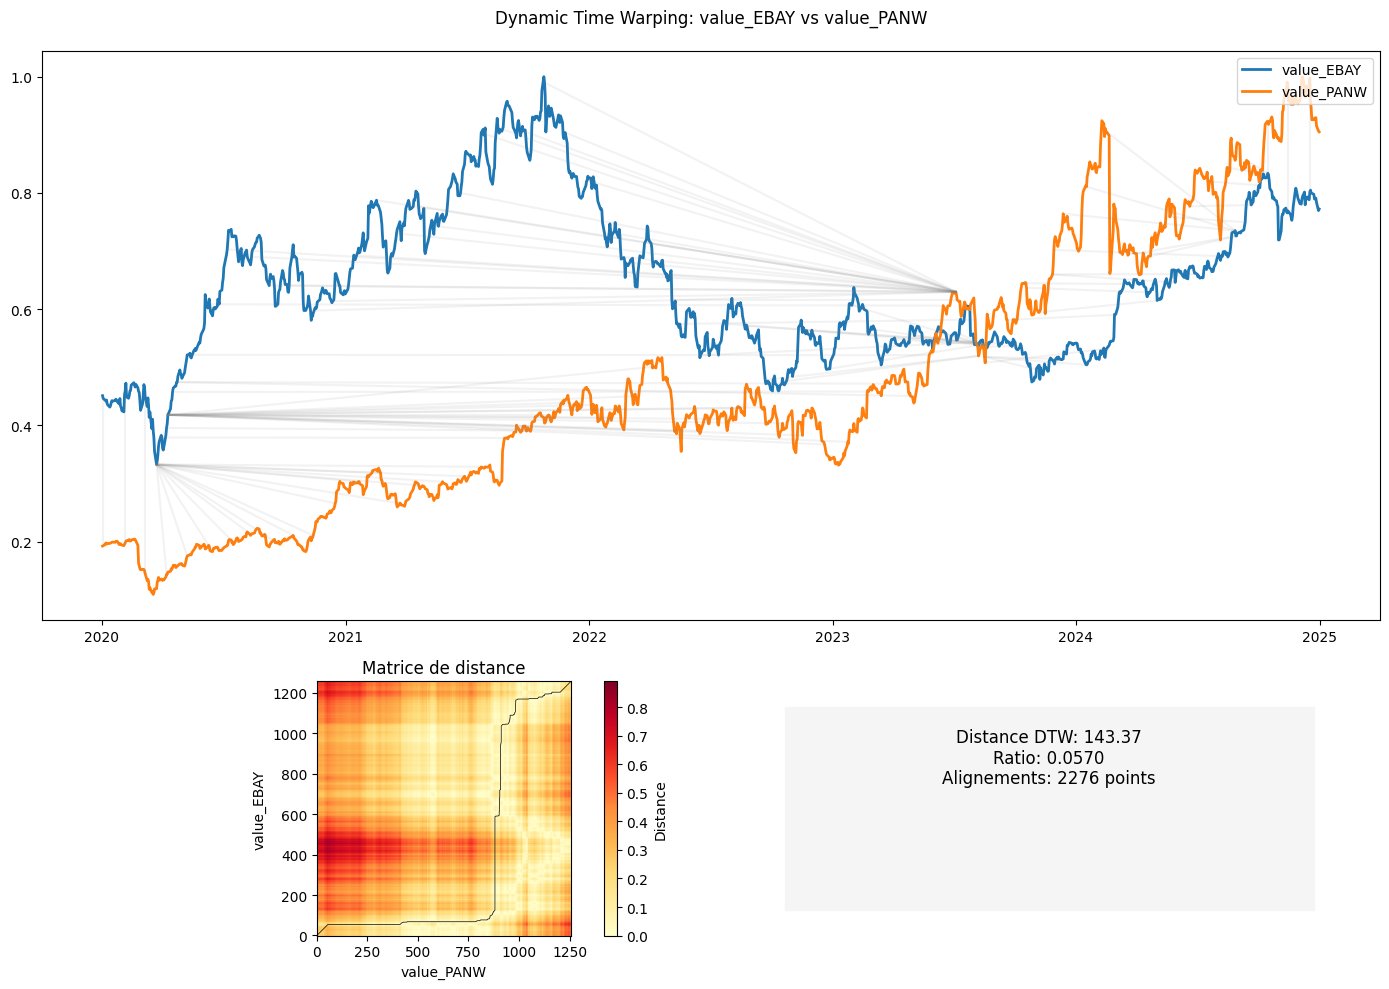 Dynamic Time Warping: value_EBAY vs value_PANW
value_EBAY
value_PANW
1.0
0.8
0.6
0.4
0.2
2020 2021 2022 2023 2024 2025
Matrice de distance
value_EBAY
1200
1000
800
600
400
200
0
0 250 500 750 1000 1250
value_PANW
0.8
0.7
0.6
0.5
0.4
0.3
0.2
0.1
0.0
Distance
Distance DTW: 143.37
Ratio: 0.0570
Alignements: 2276 points